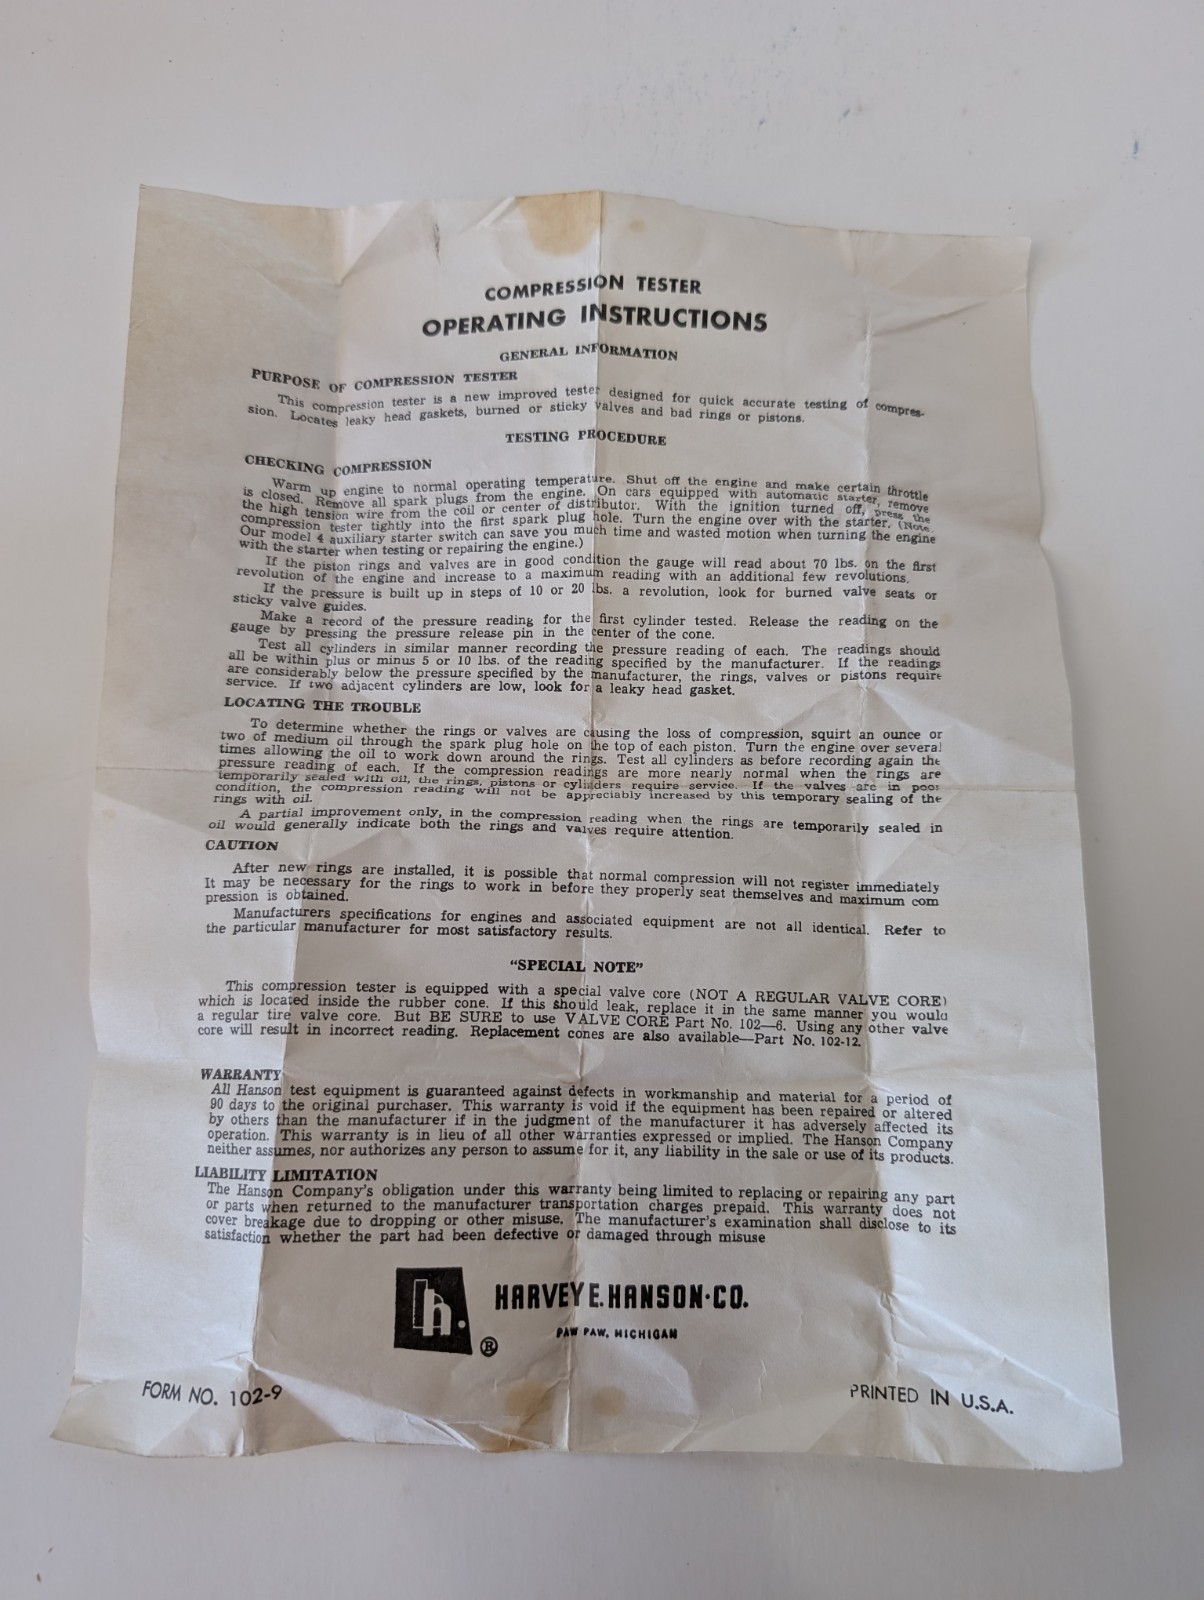 COMPRESSION TESTER
OPERATING INSTRUCTIONS
GENERAL INFORMATION
PURPOSE OF COMPRESSION TESTER
This compression tester is a new improved tester designed for quick accurate testing of compres-
sion. Locates leaky head gaskets, burned or sticky valves and bad rings or pistons.
TESTING PROCEDURE
CHECKING COMPRESSION
Warm up engine to normal operating temperature. Shut off the engine and make certain throttle
is closed. Remove all spark plugs from the engine. On cars equipped with automatic starter, remove
the high tension wire from the coil or center of distributor. With the ignition turned off, press the
compression tester tightly into the first spark plug hole. Turn the engine over with the starter. (Note.
Our model 4 auxiliary starter switch can save you much time and wasted motion when turning the engine
with the starter when testing or repairing the engine.)
If the piston rings and valves are in good condition the gauge will read about 70 lbs. on the first
revolution of the engine and increase to a maximum reading with an additional few revolutions.
If the pressure is built up in steps of 10 or 20 lbs. a revolution, look for burned valve seats or
sticky valve guides.
Make a record of the pressure reading for the first cylinder tested. Release the reading on the
gauge by pressing the pressure release pin in the center of the cone.
Test all cylinders in similar manner recording the pressure reading of each. The readings should
all be within plus or minus 5 or 10 lbs. of the reading specified by the manufacturer. If the readings
are considerably below the pressure specified by the manufacturer, the rings, valves or pistons require
service. If two adjacent cylinders are low, look for a leaky head gasket.
LOCATING THE TROUBLE
To determine whether the rings or valves are causing the loss of compression, squirt an ounce or
two of medium oil through the spark plug hole on the top of each piston. Turn the engine over several
times allowing the oil to work down around the rings. Test all cylinders as before recording again the
pressure reading of each. If the compression readings are more nearly normal when the rings are
temporarily sealed with oil, the rings, pistons or cylinders require service. If the valves are in poor
condition, the compression reading will not be appreciably increased by this temporary sealing of the
rings with oil.
A partial improvement only, in the compression reading when the rings are temporarily sealed in
oil would generally indicate both the rings and valves require attention.
CAUTION
After new rings are installed, it is possible that normal compression will not register immediately
It may be necessary for the rings to work in before they properly seat themselves and maximum com
pression is obtained.
Manufacturers specifications for engines and associated equipment are not all identical. Refer to
the particular manufacturer for most satisfactory results.
"SPECIAL NOTE"
This compression tester is equipped with a special valve core (NOT A REGULAR VALVE CORE)
which is located inside the rubber cone. If this should leak, replace it in the same manner you would
a regular tire valve core. But BE SURE to use VALVE CORE Part No. 102—6. Using any other valve
core will result in incorrect reading. Replacement cones are also available—Part No. 102-12.
WARRANTY
All Hanson test equipment is guaranteed against defects in workmanship and material for a period of
90 days to the original purchaser. This warranty is void if the equipment has been repaired or altered
by others than the manufacturer if in the judgment of the manufacturer it has adversely affected its
operation. This warranty is in lieu of all other warranties expressed or implied. The Hanson Company
neither assumes, nor authorizes any person to assume for it, any liability in the sale or use of its products.
LIABILITY LIMITATION
The Hanson Company's obligation under this warranty being limited to replacing or repairing any part
or parts when returned to the manufacturer transportation charges prepaid. This warranty does not
cover breakage due to dropping or other misuse. The manufacturer's examination shall disclose to its
satisfaction whether the part had been defective or damaged through misuse
h. ®
HARVEY E. HANSON·CO.
PAW PAW, MICHIGAN
FORM NO. 102-9
PRINTED IN U.S.A.